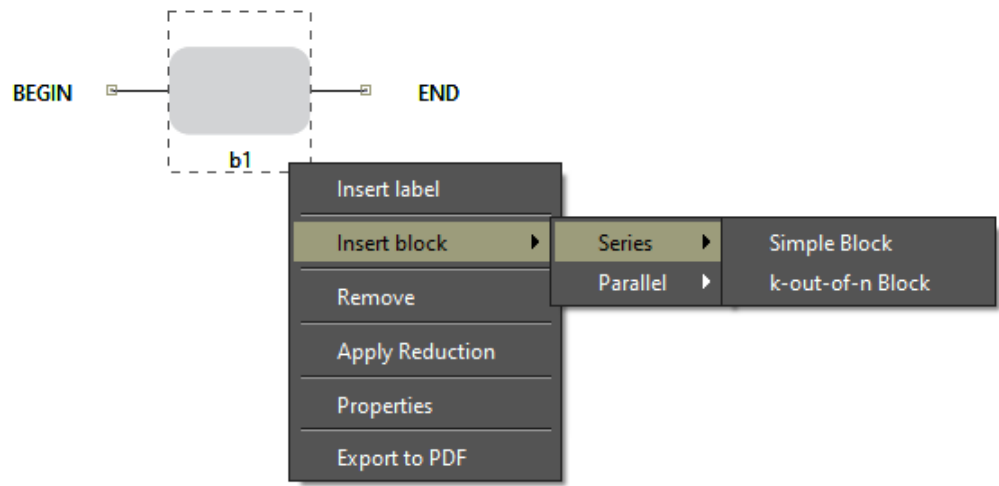 BEGIN
END
b1
Insert label
Insert block
Series
Simple Block
Parallel
k-out-of-n Block
Remove
Apply Reduction
Properties
Export to PDF